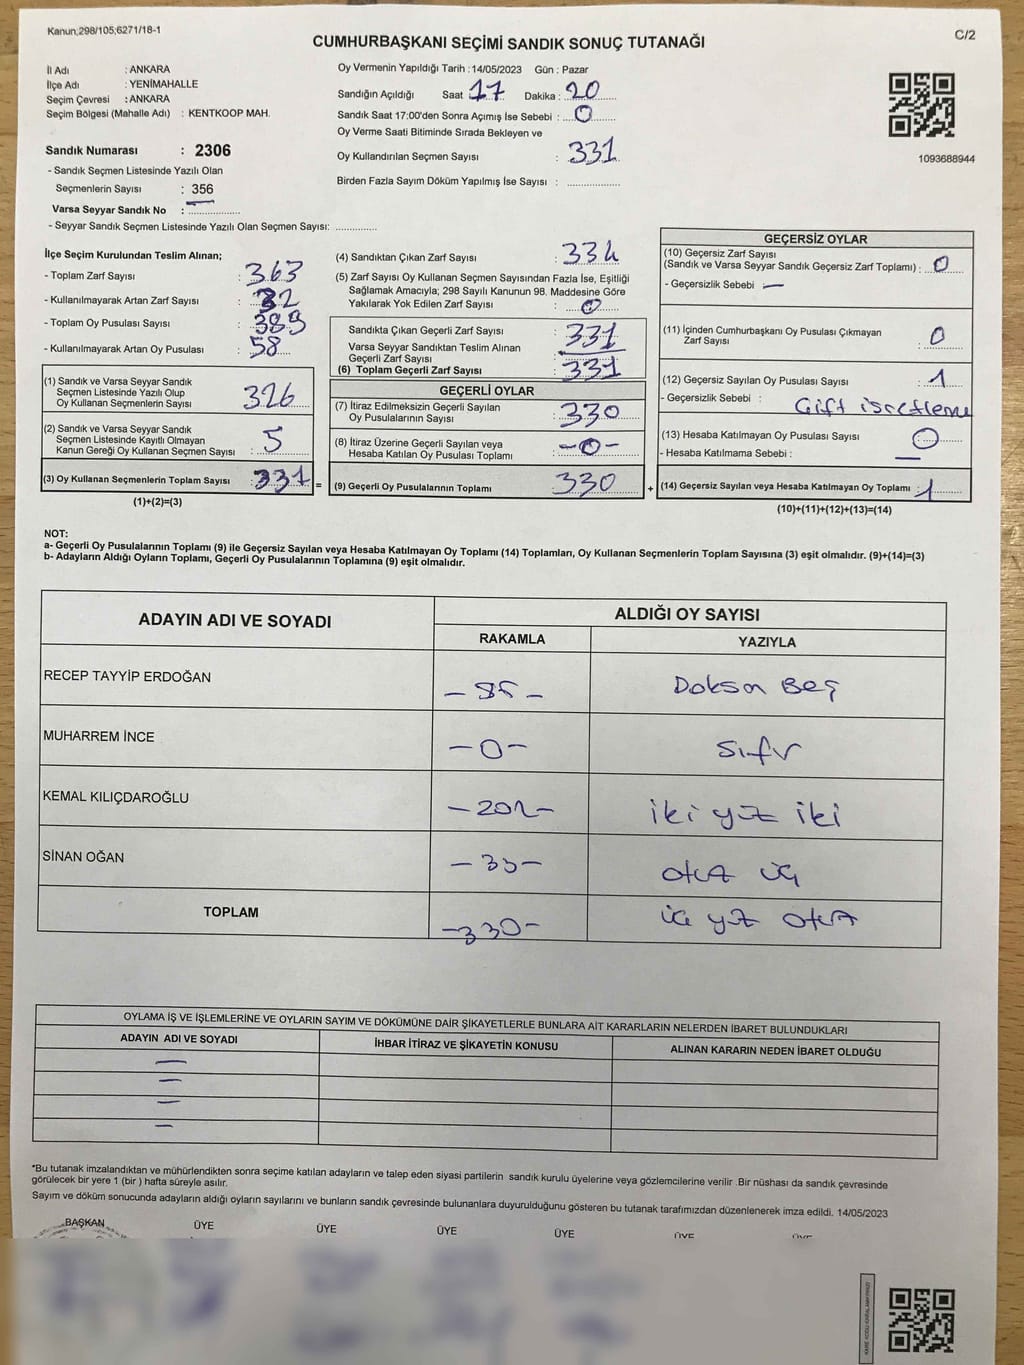 Kanun;298/105;6271/18-1
C/2
CUMHURBAŞKANI SEÇİMİ SANDIK SONUÇ TUTANAĞI
İl Adı : ANKARA
İlçe Adı : YENİMAHALLE
Seçim Çevresi : ANKARA
Seçim Bölgesi (Mahalle Adı) : KENTKOOP MAH.
Sandık Numarası : 2306
- Sandık Seçmen Listesinde Yazılı Olan
Seçmenlerin Sayısı : 356
Varsa Seyyar Sandık No :
- Seyyar Sandık Seçmen Listesinde Yazılı Olan Seçmen Sayısı:
Oy Vermenin Yapıldığı Tarih : 14/05/2023 Gün : Pazar
Sandığın Açıldığı Saat 17 Dakika : 20
Sandık Saat 17:00'den Sonra Açımış İse Sebebi : 0
Oy Verme Saati Bitiminde Sırada Bekleyen ve
Oy Kullandırılan Seçmen Sayısı : 331
Birden Fazla Sayım Döküm Yapılmış İse Sayısı :
1093688944
İlçe Seçim Kurulundan Teslim Alınan;
- Toplam Zarf Sayısı : 363
- Kullanılmayarak Artan Zarf Sayısı : 32
- Toplam Oy Pusulası Sayısı : 389
- Kullanılmayarak Artan Oy Pusulası : 58
(1) Sandık ve Varsa Seyyar Sandık
Seçmen Listesinde Yazılı Olup
Oy Kullanan Seçmenlerin Sayısı : 326
(2) Sandık ve Varsa Seyyar Sandık
Seçmen Listesinde Kayıtlı Olmayan
Kanun Gereği Oy Kullanan Seçmen Sayısı : 5
(3) Oy Kullanan Seçmenlerin Toplam Sayısı : 331 =
(1)+(2)=(3)
(4) Sandıktan Çıkan Zarf Sayısı :
(5) Zarf Sayısı Oy Kullanan Seçmen Sayısından Fazla İse, Eşitliği
Sağlamak Amacıyla; 298 Sayılı Kanunun 98. Maddesine Göre
Yakılarak Yok Edilen Zarf Sayısı : 0
Sandıkta Çıkan Geçerli Zarf Sayısı : 331
Varsa Seyyar Sandıktan Teslim Alınan
Geçerli Zarf Sayısı : —
(6) Toplam Geçerli Zarf Sayısı : 331
GEÇERLİ OYLAR
(7) İtiraz Edilmeksizin Geçerli Sayılan
Oy Pusulalarının Sayısı : 330
(8) İtiraz Üzerine Geçerli Sayılan veya
Hesaba Katılan Oy Pusulası Toplamı : -0-
(9) Geçerli Oy Pusulalarının Toplamı 330 +
GEÇERSİZ OYLAR
(10) Geçersiz Zarf Sayısı
(Sandık ve Varsa Seyyar Sandık Geçersiz Zarf Toplamı) : 0
- Geçersizlik Sebebi —
(11) İçinden Cumhurbaşkanı Oy Pusulası Çıkmayan
Zarf Sayısı : 0
(12) Geçersiz Sayılan Oy Pusulası Sayısı : 1
- Geçersizlik Sebebi : Çift işretleme
(13) Hesaba Katılmayan Oy Pusulası Sayısı : 0
- Hesaba Katılmama Sebebi : —
(14) Geçersiz Sayılan veya Hesaba Katılmayan Oy Toplamı : 1
(10)+(11)+(12)+(13)=(14)
NOT:
a- Geçerli Oy Pusulalarının Toplamı (9) ile Geçersiz Sayılan veya Hesaba Katılmayan Oy Toplamı (14) Toplamları, Oy Kullanan Seçmenlerin Toplam Sayısına (3) eşit olmalıdır. (9)+(14)=(3)
b- Adayların Aldığı Oyların Toplamı, Geçerli Oy Pusulalarının Toplamına (9) eşit olmalıdır.
ADAYIN ADI VE SOYADI
ALDIĞI OY SAYISI
RAKAMLA YAZIYLA
RECEP TAYYİP ERDOĞAN - 95 - Doksan Beş
MUHARREM İNCE -0- Sıfır
KEMAL KILIÇDAROĞLU -202- iki yüz iki
SİNAN OĞAN -33- otuz üç
TOPLAM -330- üç yüz otuz
OYLAMA İŞ VE İŞLEMLERİNE VE OYLARIN SAYIM VE DÖKÜMÜNE DAİR ŞİKAYETLERLE BUNLARA AİT KARARLARIN NELERDEN İBARET BULUNDUKLARI
ADAYIN ADI VE SOYADI İHBAR İTİRAZ VE ŞİKAYETİN KONUSU ALINAN KARARIN NEDEN İBARET OLDUĞU
—
—
—
—
*Bu tutanak imzalandıktan ve mühürlendikten sonra seçime katılan adayların ve talep eden siyasi partilerin sandık kurulu üyelerine veya gözlemcilerine verilir .Bir nüshası da sandık çevresinde
görülecek bir yere 1 (bir ) hafta süreyle asılır.
Sayım ve döküm sonucunda adayların aldığı oyların sayılarını ve bunların sandık çevresinde bulunanlara duyurulduğunu gösteren bu tutanak tarafımızdan düzenlenerek imza edildi. 14/05/2023
BAŞKAN ÜYE ÜYE ÜYE ÜYE ÜYE ÜYE